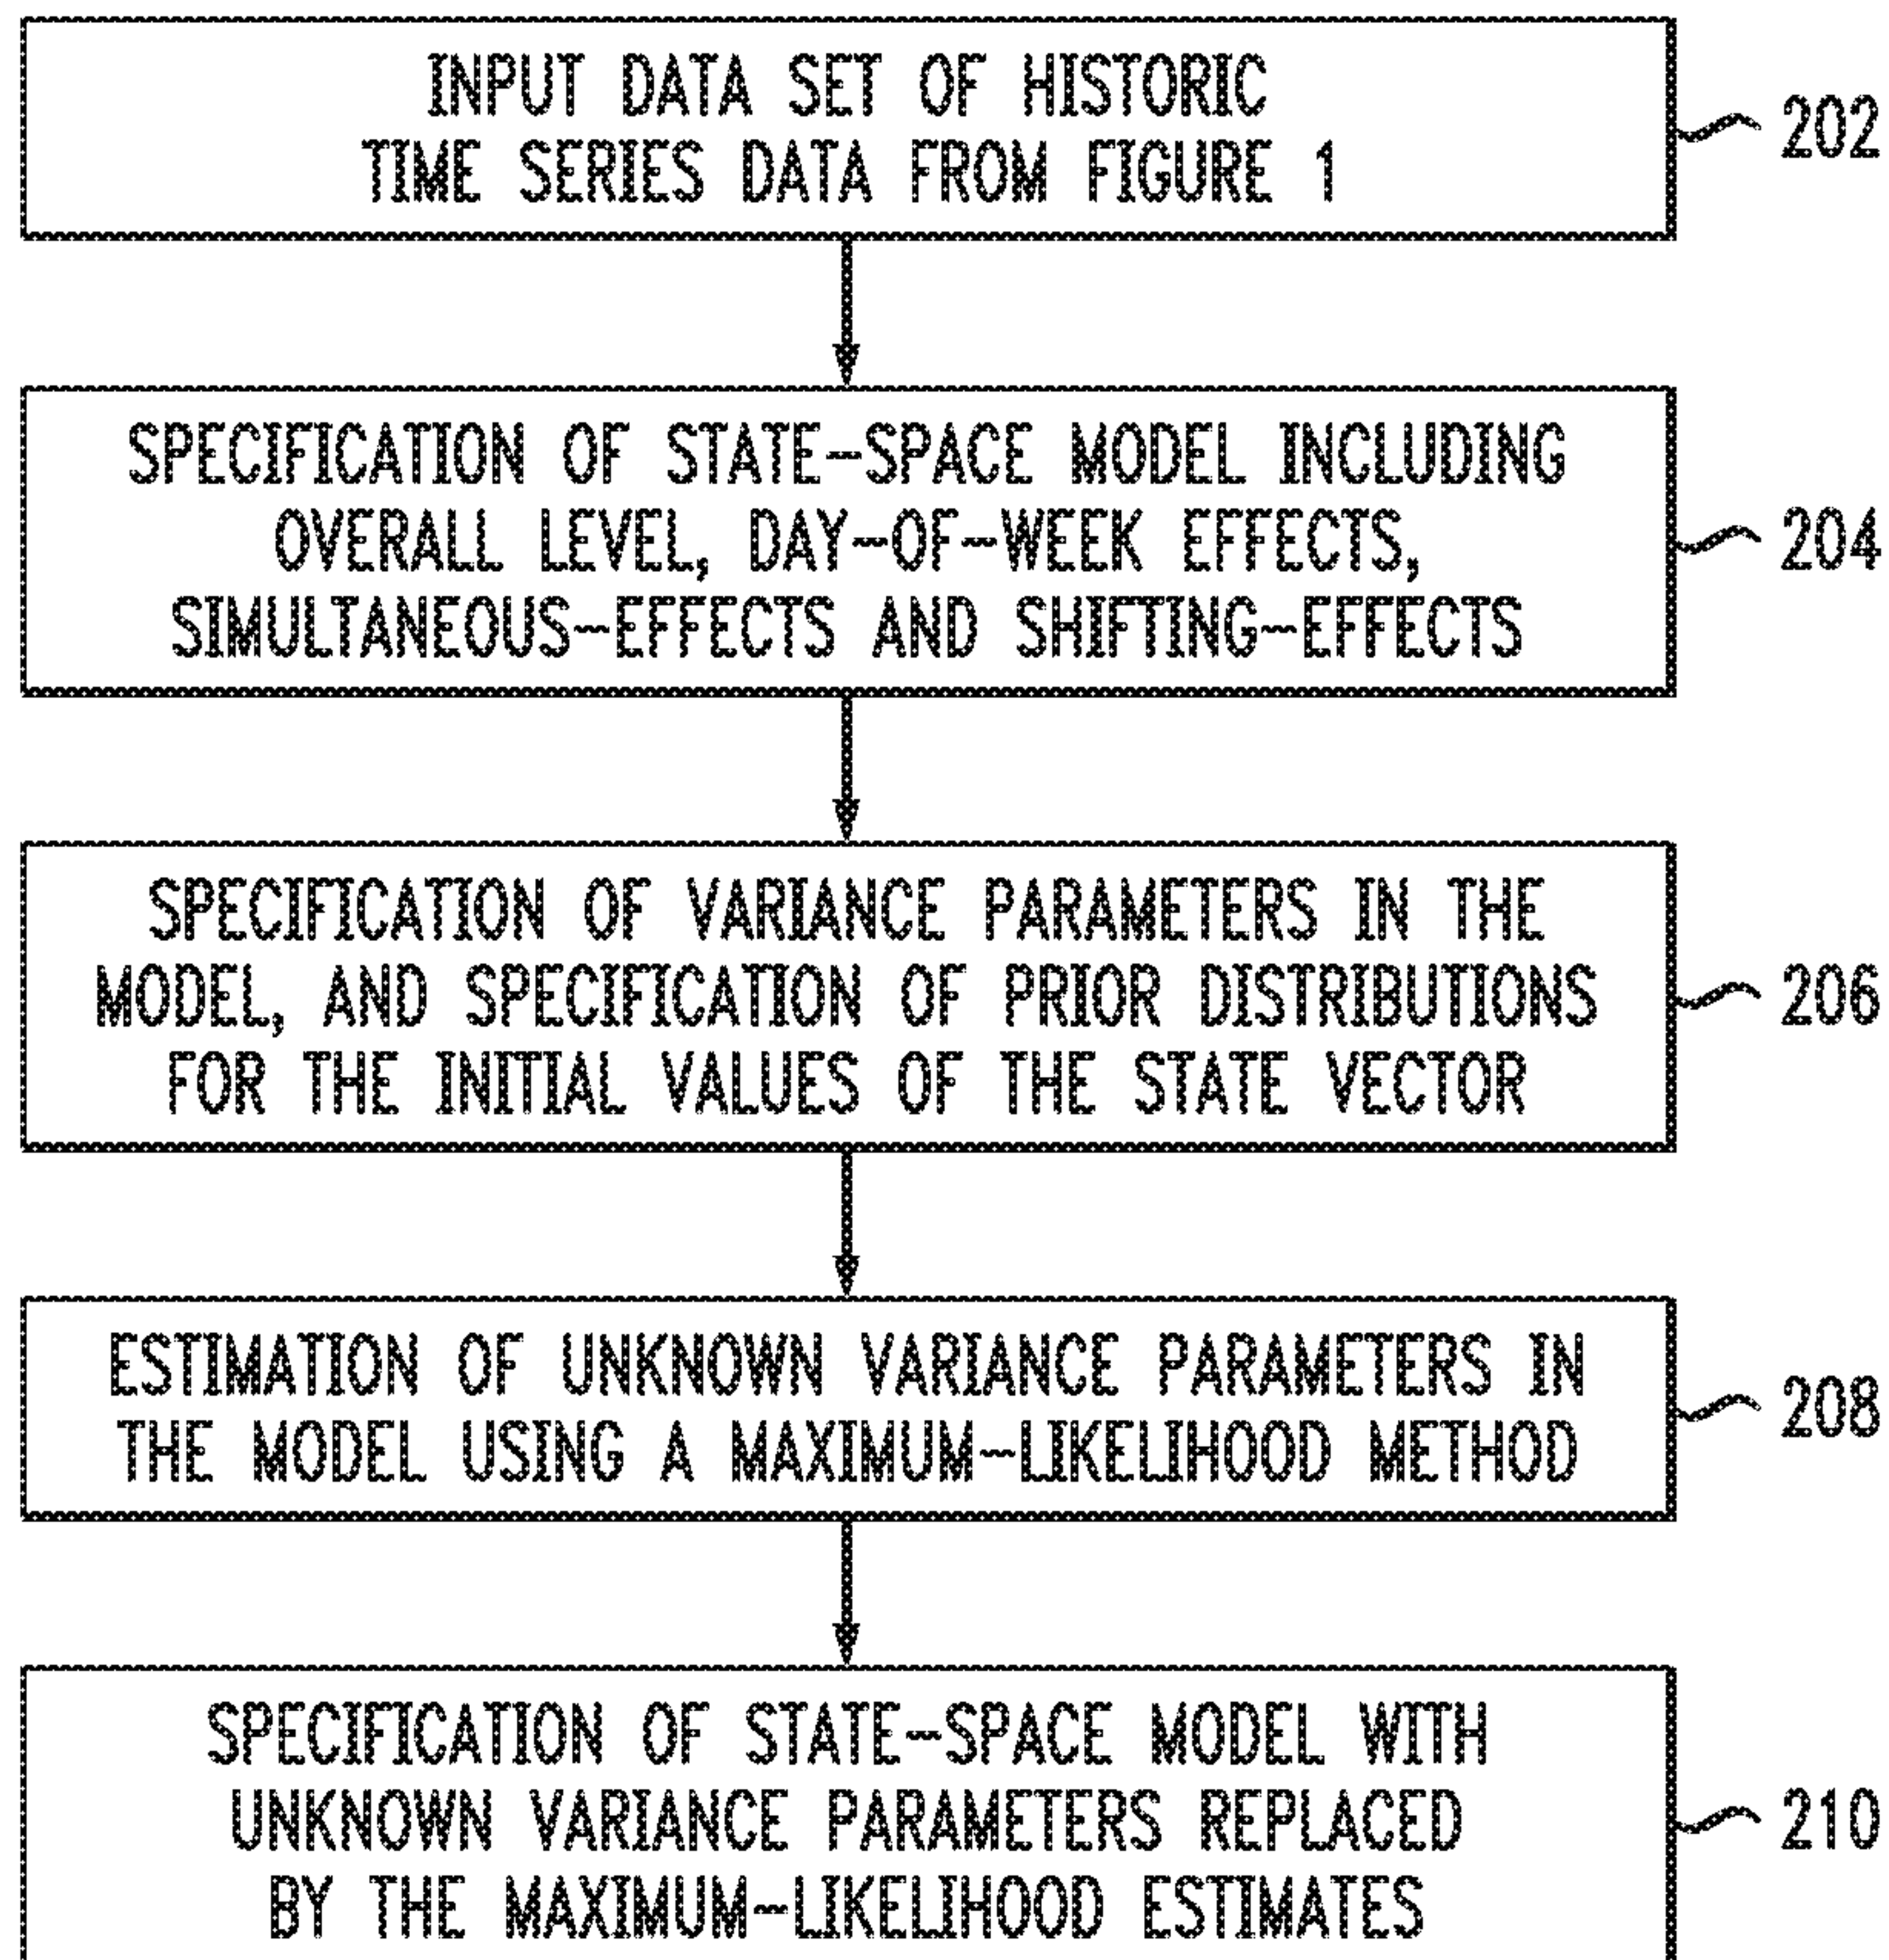 INPUT DATA SET OF HISTORIC
TIME SERIES DATA FROM FIGURE 1
202
SPECIFICATION OF STATE-SPACE MODEL INCLUDING
OVERALL LEVEL, DAY-OF-WEEK EFFECTS,
SIMULTANEOUS-EFFECTS AND SHIFTING-EFFECTS
204
SPECIFICATION OF VARIANCE PARAMETERS IN THE
MODEL, AND SPECIFICATION OF PRIOR DISTRIBUTIONS
FOR THE INITIAL VALUES OF THE STATE VECTOR
206
ESTIMATION OF UNKNOWN VARIANCE PARAMETERS IN
THE MODEL USING A MAXIMUM-LIKELIHOOD METHOD
208
SPECIFICATION OF STATE-SPACE MODEL WITH
UNKNOWN VARIANCE PARAMETERS REPLACED
BY THE MAXIMUM-LIKELIHOOD ESTIMATES
210